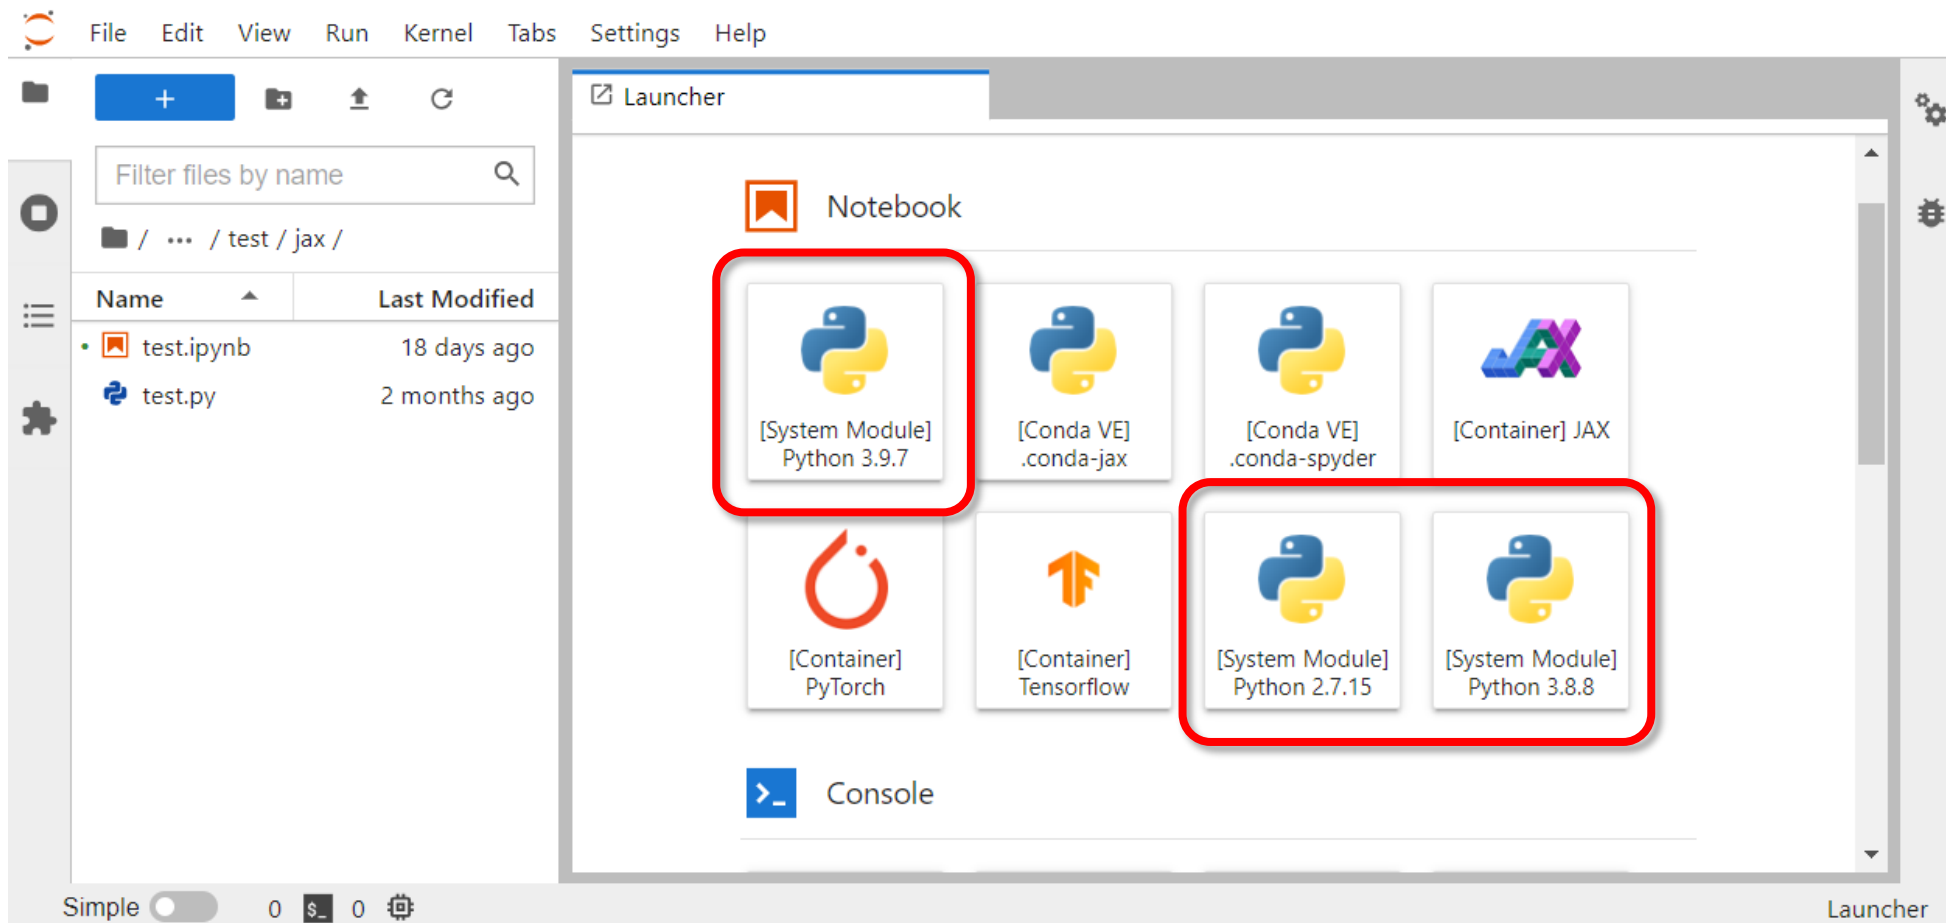 File Edit View Run Kernel Tabs Settings Help
+
Filter files by name
/ ··· / test / jax /
Name Last Modified
test.ipynb 18 days ago
test.py 2 months ago
Launcher
Notebook
[System Module]
Python 3.9.7
[Conda VE]
.conda-jax
[Conda VE]
.conda-spyder
JAX
[Container] JAX
[Container]
PyTorch
[Container]
Tensorflow
[System Module]
Python 2.7.15
[System Module]
Python 3.8.8
>_ Console
Simple 0 $_ 0
Launcher